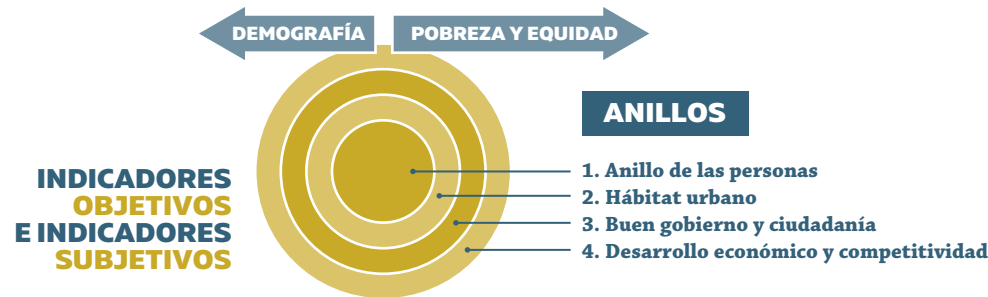 DEMOGRAFÍA
POBREZA Y EQUIDAD
ANILLOS
INDICADORES
OBJETIVOS
E INDICADORES
SUBJETIVOS
1. Anillo de las personas
2. Hábitat urbano
3. Buen gobierno y ciudadanía
4. Desarrollo económico y competitividad